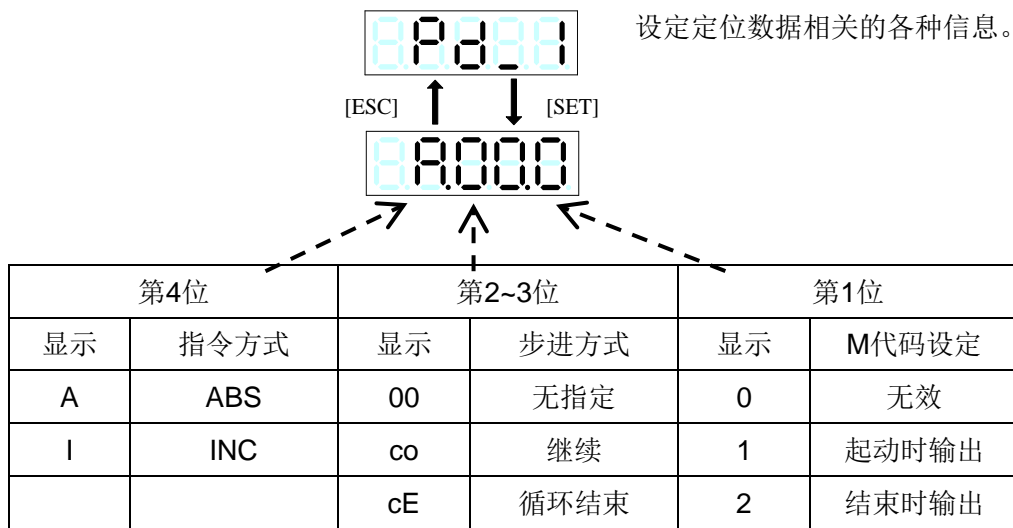 Pd_1
设定定位数据相关的各种信息。
[ESC] [SET]
A.00.0
第4位 第2~3位 第1位
显示 指令方式 显示 步进方式 显示 M代码设定
A ABS 00 无指定 0 无效
I INC co 继续 1 起动时输出
cE 循环结束 2 结束时输出